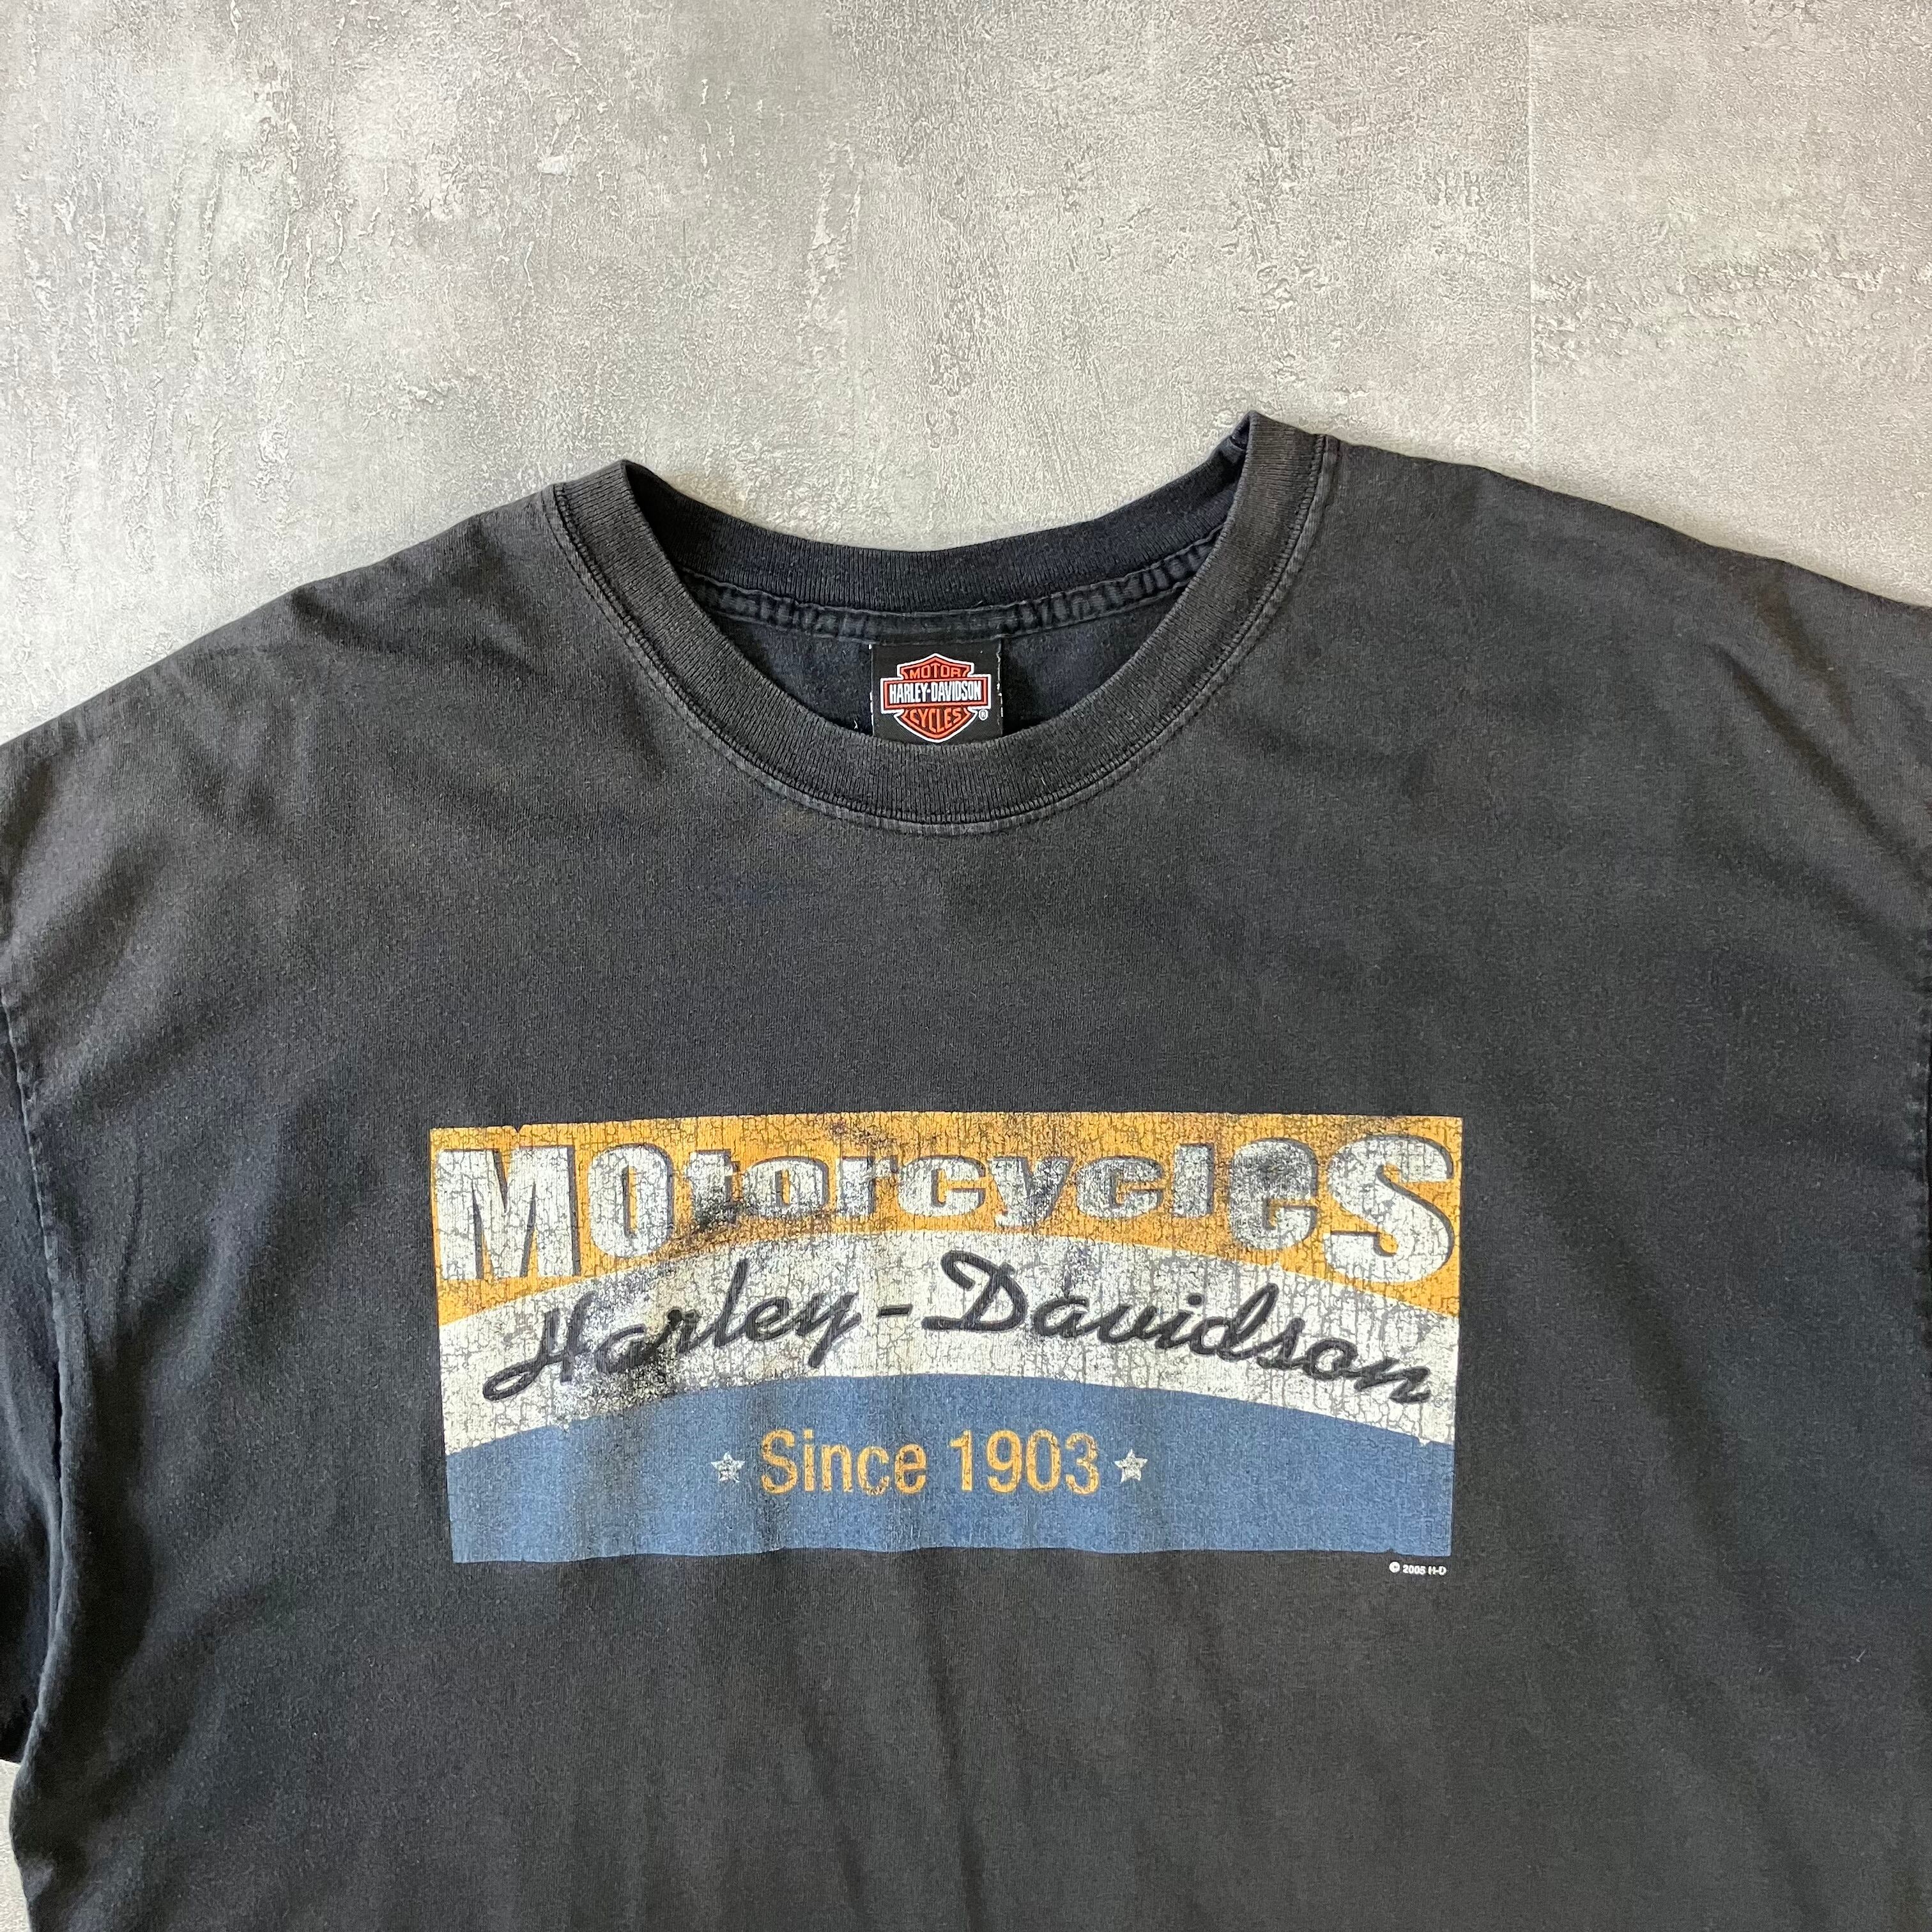 MOTOR
HARLEY-DAVIDSON
CYCLES ®
MOtorcycleS
Harley-Davidson
☆ Since 1903 ☆
© 2005 H-D